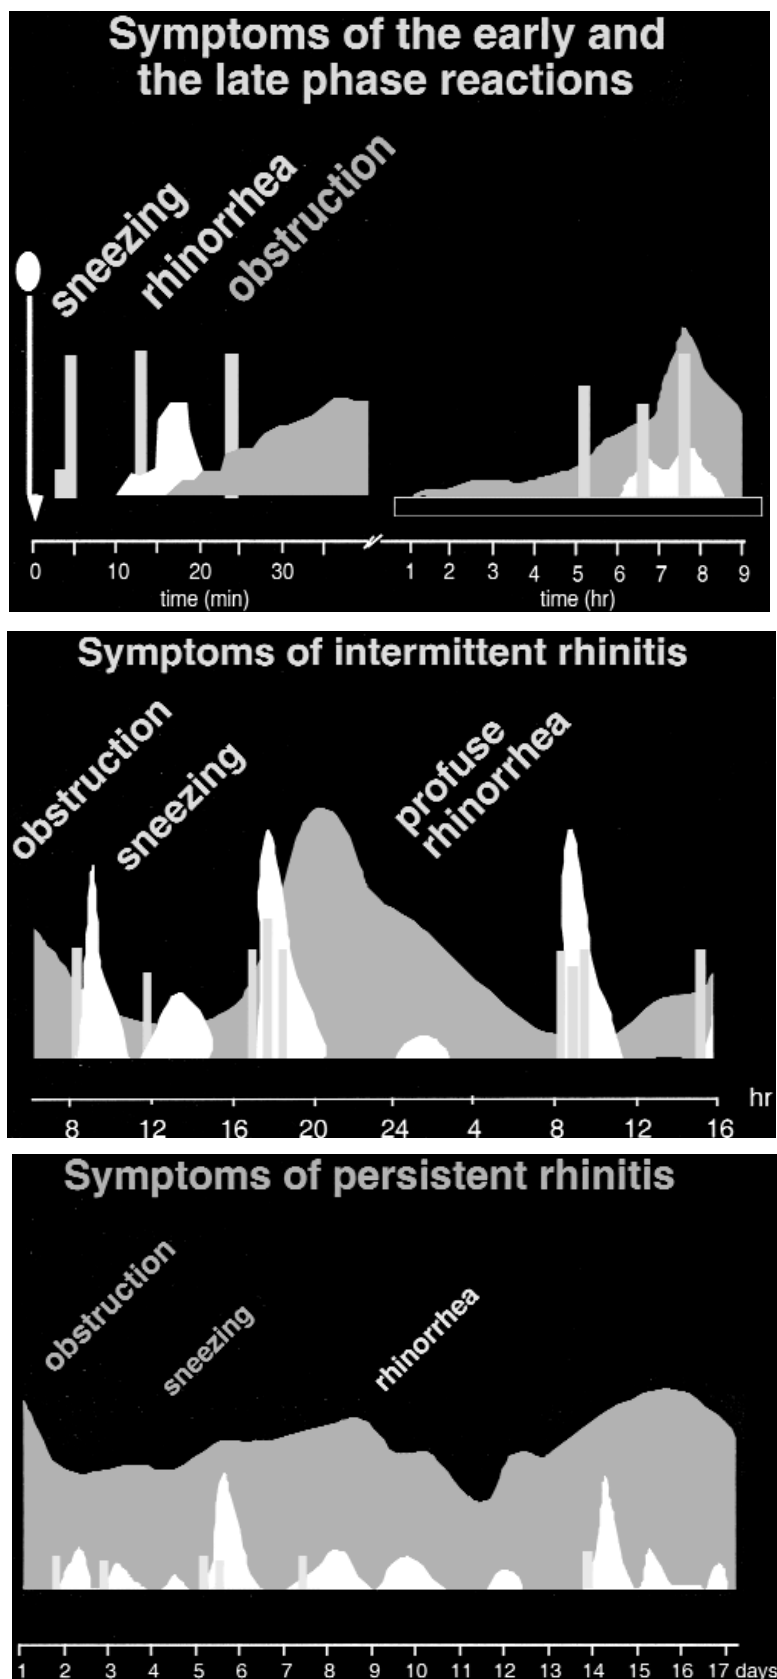 Symptoms of the early and
the late phase reactions
sneezing
rhinorrhea
obstruction
0 10 20 30 1 2 3 4 5 6 7 8 9
time (min) time (hr)
Symptoms of intermittent rhinitis
obstruction
sneezing
profuse
rhinorrhea
hr
8 12 16 20 24 4 8 12 16
Symptoms of persistent rhinitis
obstruction
sneezing
rhinorrhea
1 2 3 4 5 6 7 8 9 10 11 12 13 14 15 16 17 days